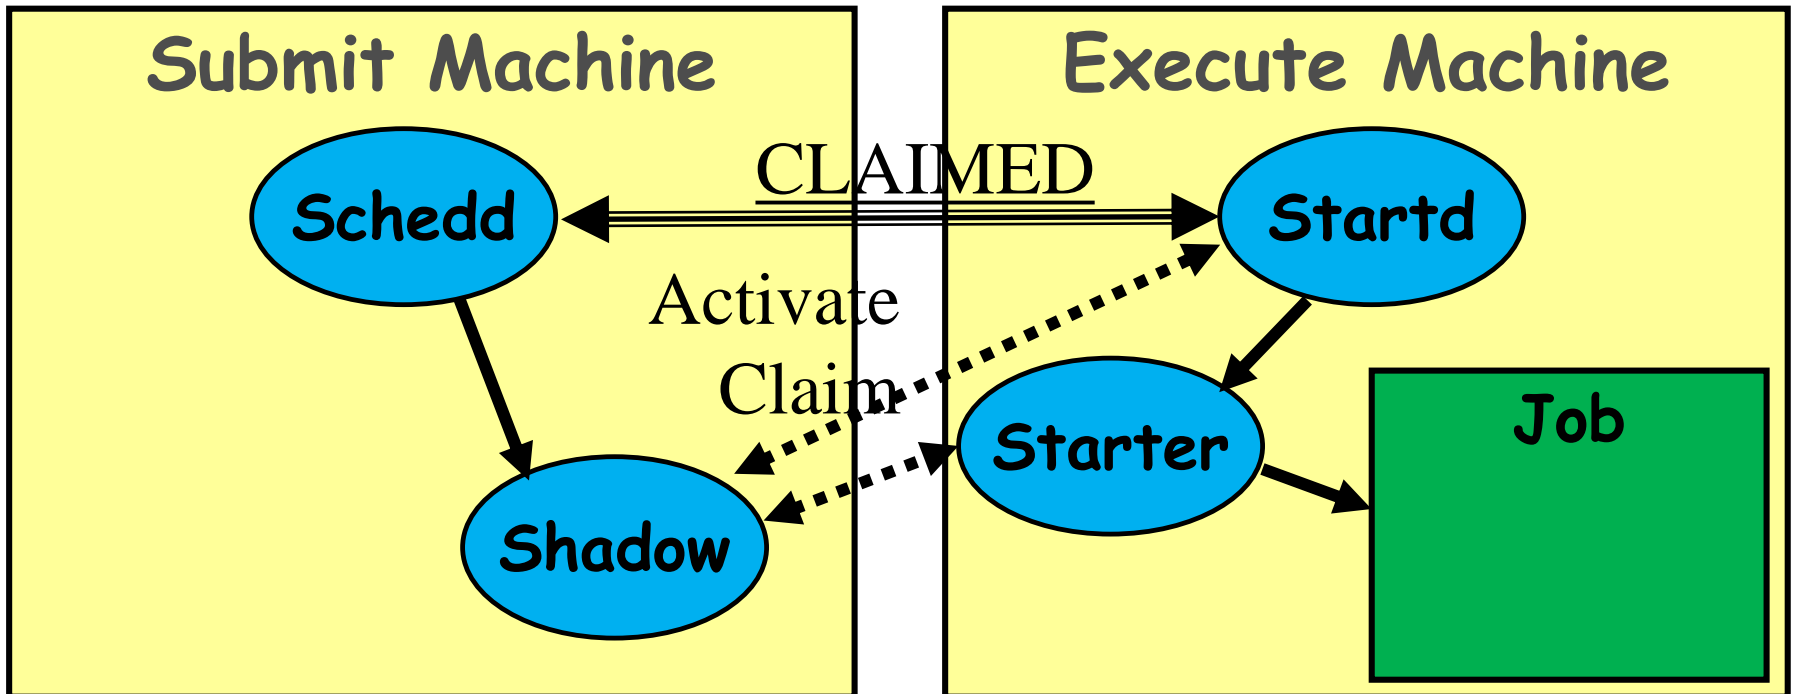 Submit Machine
Execute Machine
CLAIMED
Schedd
Startd
Activate
Claim
Starter
Job
Shadow